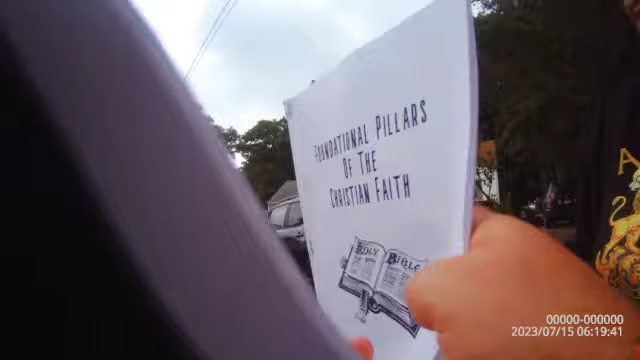 FOUNDATIONAL PILLARS
OF THE
CHRISTIAN FAITH
HOLY BIBLE
A
00000-000000
2023/07/15 06:19:41